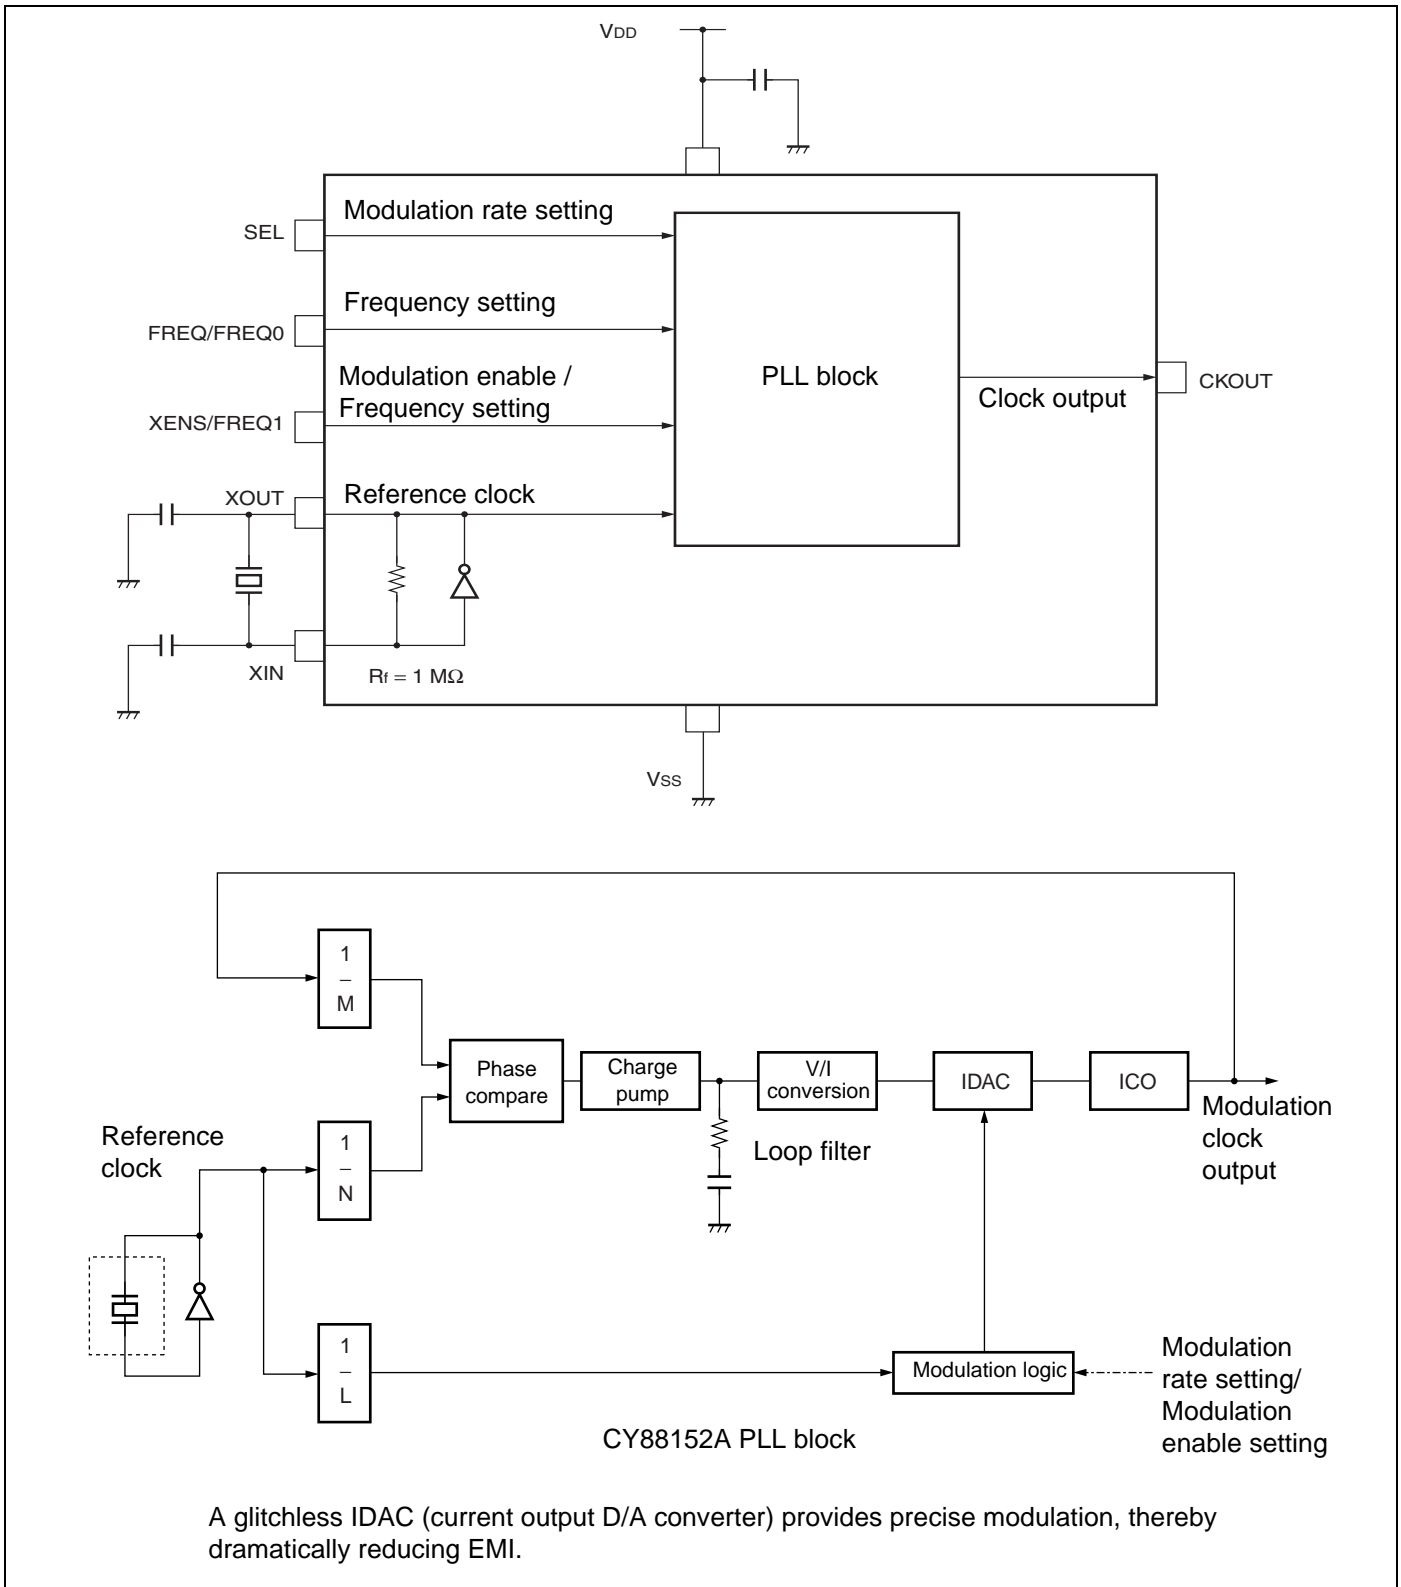 VDD
SEL
Modulation rate setting
FREQ/FREQ0
Frequency setting
XENS/FREQ1
Modulation enable /
Frequency setting
PLL block
Clock output
CKOUT
XOUT
Reference clock
XIN
Rf = 1 MΩ
VSS
1
–
M
Phase
compare
Charge
pump
V/I
conversion
IDAC
ICO
Modulation
clock
output
Reference
clock
1
–
N
Loop filter
1
–
L
Modulation logic
Modulation
rate setting/
Modulation
enable setting
CY88152A PLL block
A glitchless IDAC (current output D/A converter) provides precise modulation, thereby
dramatically reducing EMI.